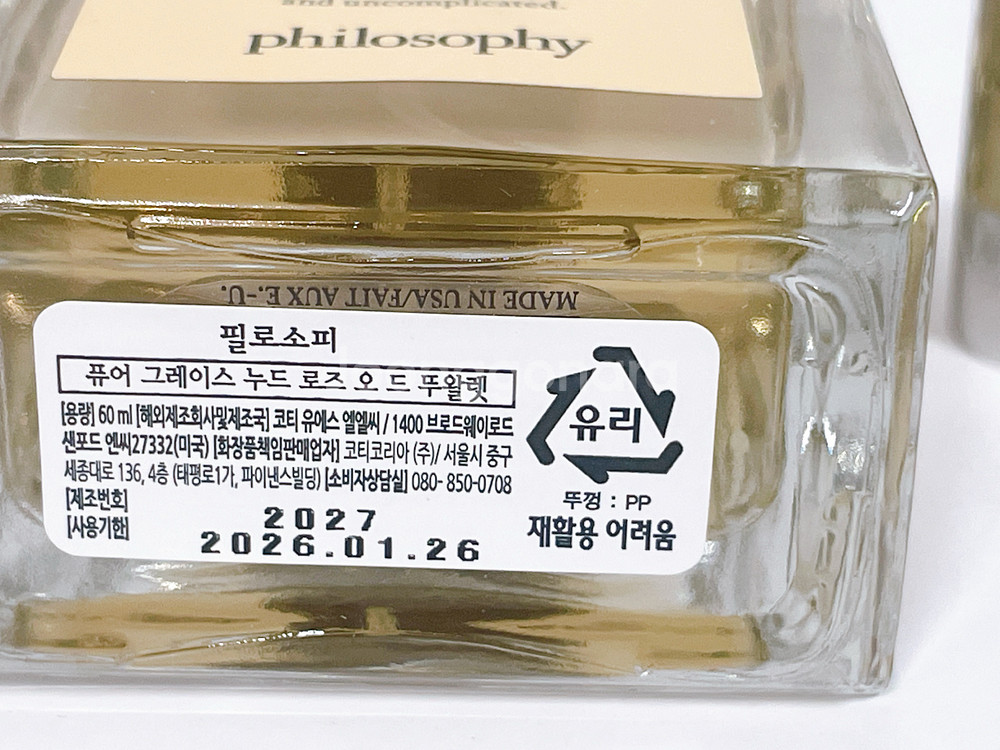 and uncomplicated.
philosophy
MADE IN USA/FAIT AUX E.-U.
필로소피
퓨어 그레이스 누드 로즈 오 드 뚜왈렛
[용량] 60 ml [해외제조회사및제조국] 코티 유에스 엘엘씨 / 1400 브로드웨이로드
샌포드 엔씨27332(미국) [화장품책임판매업자] 코티코리아 (주)/ 서울시 중구
세종대로 136, 4층 (태평로1가, 파이낸스빌딩) [소비자상담실] 080- 850-0708
[제조번호] 2027
[사용기한] 2026.01.26
유리
뚜껑 : PP
재활용 어려움